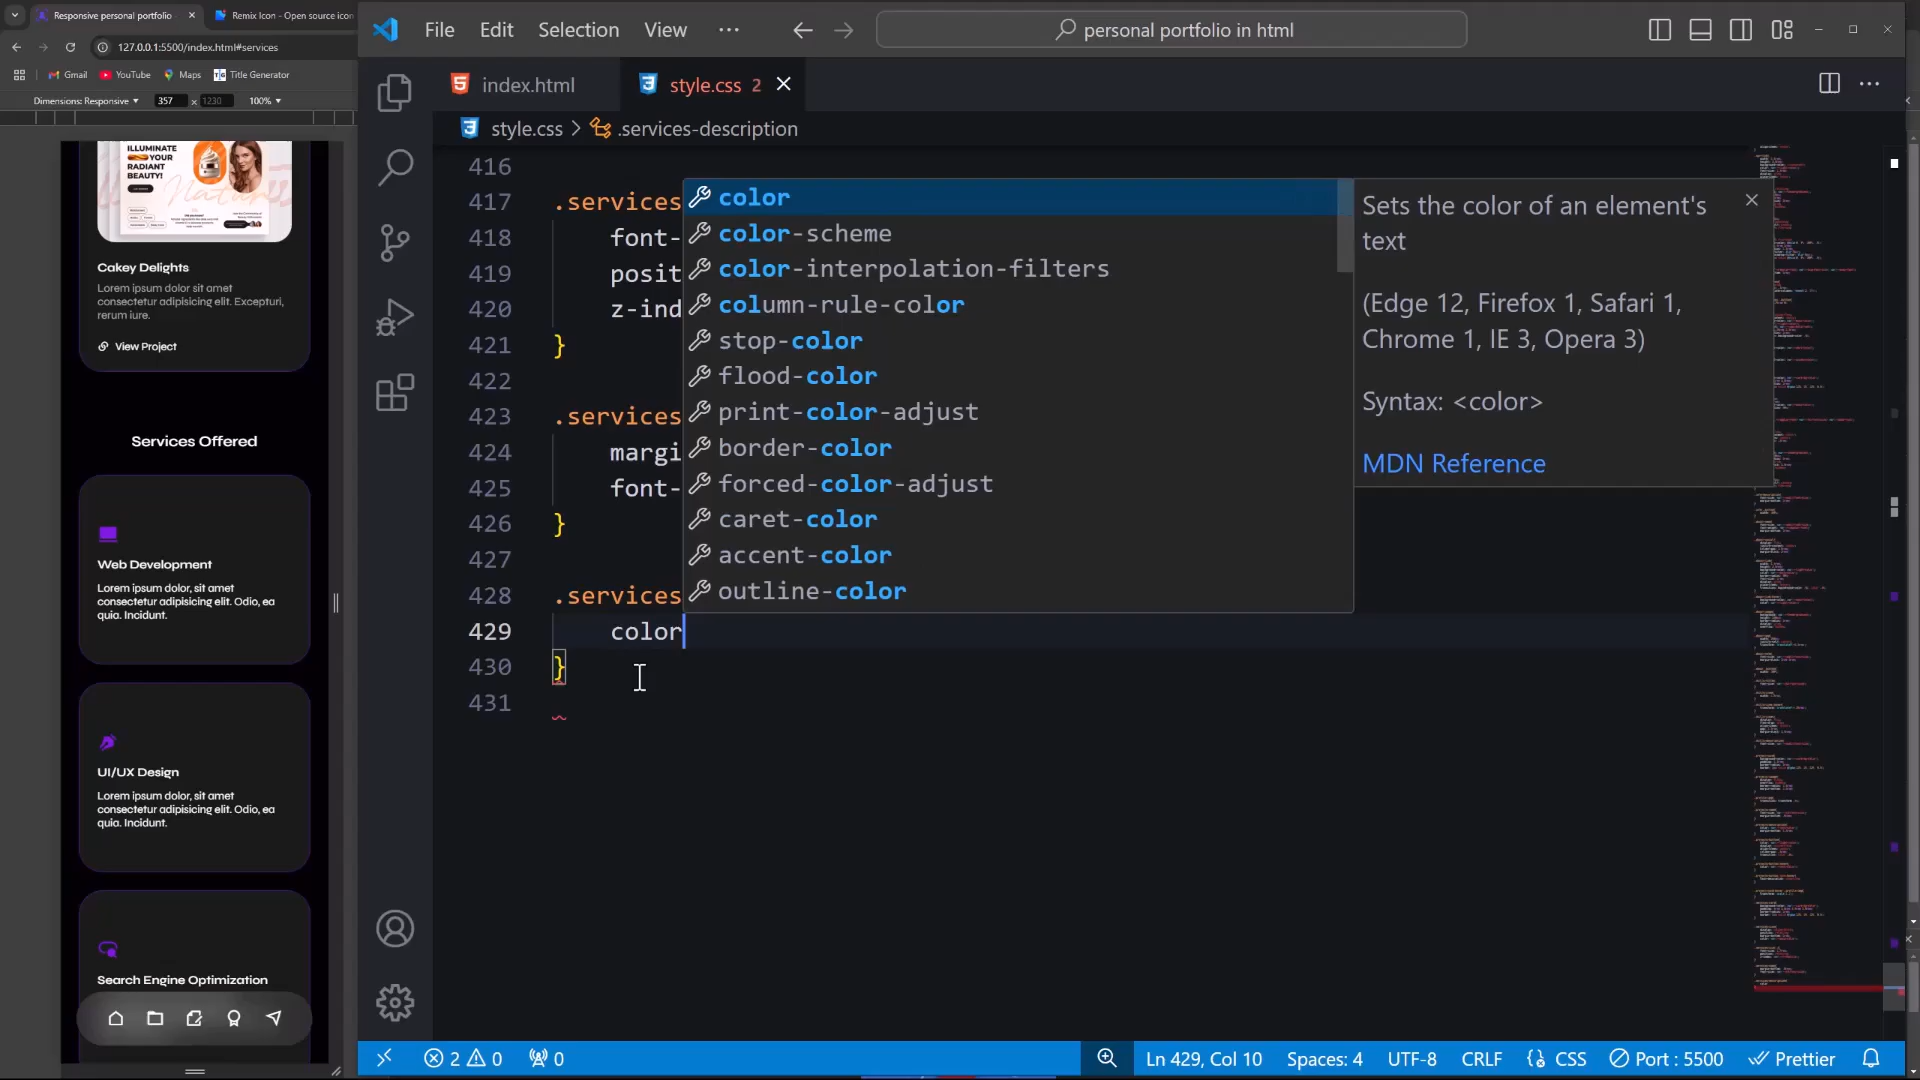 Responsive personal portfolio
Remix Icon - Open source icon
127.0.0.1:5500/index.html#services
Gmail
YouTube
Maps
Title Generator
Dimensions: Responsive
357 x 1230 100%
ILLUMINATE
YOUR
RADIANT
BEAUTY!
Cakey Delights
Lorem ipsum dolor sit amet
consectetur adipisicing elit. Excepturi,
rerum iure.
View Project
Services Offered
Web Development
Lorem ipsum dolor, sit amet
consectetur adipisicing elit. Odio, ea
quia. Incidunt.
UI/UX Design
Lorem ipsum dolor, sit amet
consectetur adipisicing elit. Odio, ea
quia. Incidunt.
Search Engine Optimization
File Edit Selection View ...
personal portfolio in html
index.html
style.css 2
style.css > .services-description
416
417 .services
418 font-
419 posit
420 z-ind
421 }
422
423 .services
424 margi
425 font-
426 }
427
428 .services
429 color
430 }
431
color
color-scheme
color-interpolation-filters
column-rule-color
stop-color
flood-color
print-color-adjust
border-color
forced-color-adjust
caret-color
accent-color
outline-color
Sets the color of an element's
text
(Edge 12, Firefox 1, Safari 1,
Chrome 1, IE 3, Opera 3)
Syntax: <color>
MDN Reference
2 0 0
Ln 429, Col 10 Spaces: 4 UTF-8 CRLF CSS Port : 5500 Prettier